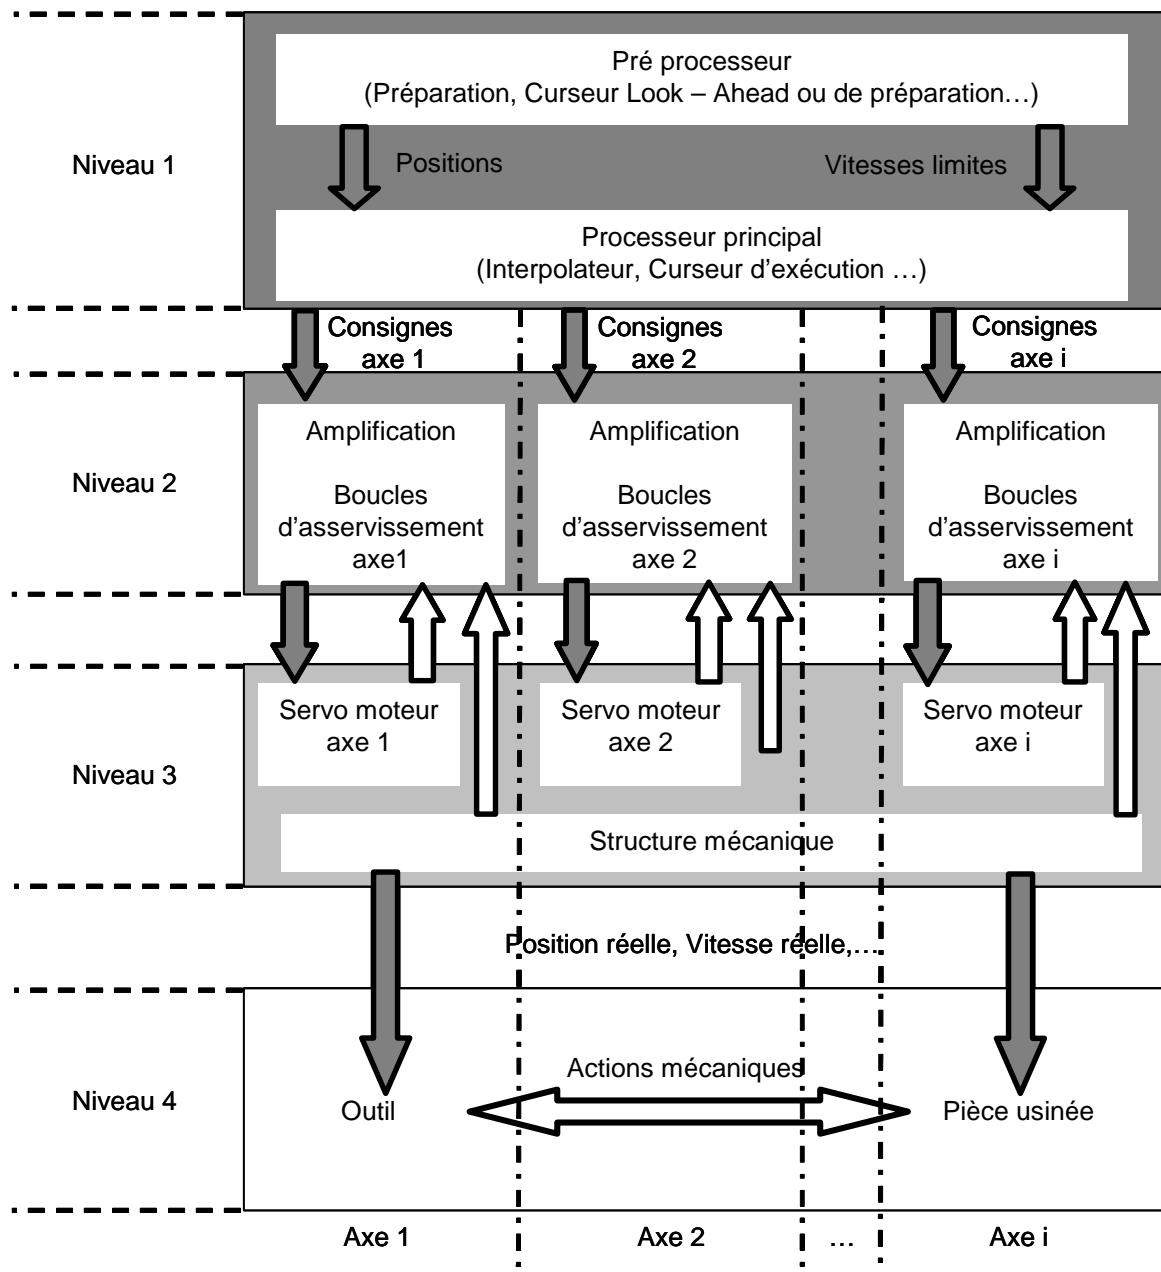 Pré processeur
(Préparation, Curseur Look – Ahead ou de préparation…)
Niveau 1
Positions
Vitesses limites
Processeur principal
(Interpolateur, Curseur d’exécution …)
Consignes
axe 1
Consignes
axe 2
Consignes
axe i
Niveau 2
Amplification
Boucles
d’asservissement
axe1
Amplification
Boucles
d’asservissement
axe 2
Amplification
Boucles
d’asservissement
axe i
Niveau 3
Servo moteur
axe 1
Servo moteur
axe 2
Servo moteur
axe i
Structure mécanique
Position réelle, Vitesse réelle,…
Niveau 4
Actions mécaniques
Outil
Pièce usinée
Axe 1
Axe 2
…
Axe i